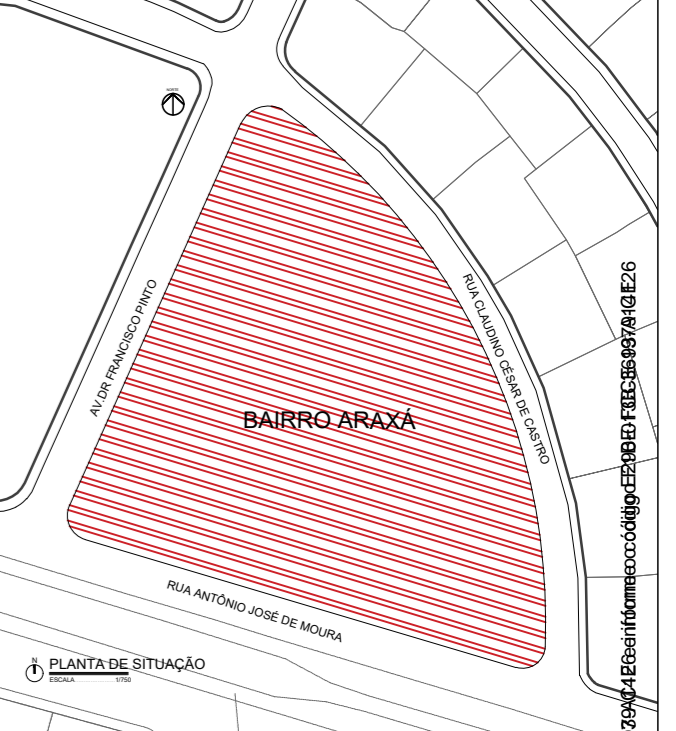 NORTE
RUA CLAUDINO CÉSAR DE CASTRO
AV.DR FRANCISCO PINTO
BAIRRO ARAXÁ
RUA ANTÔNIO JOSÉ DE MOURA
N
PLANTA DE SITUAÇÃO
ESCALA 1/750